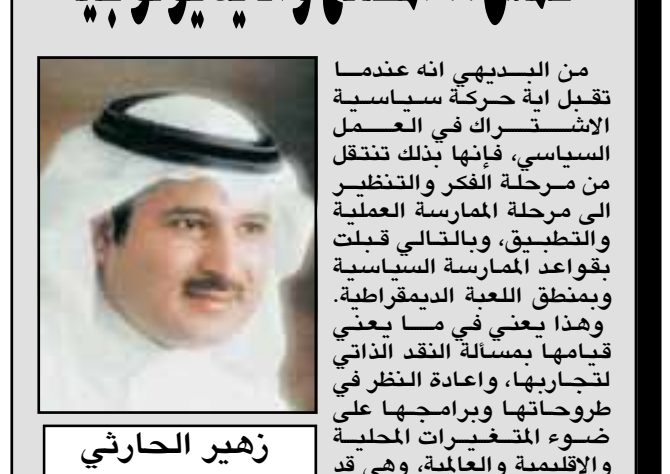 من البديهي انه عندما
تقبل اية حركة سياسية
الاشتراك في العمل
السياسي، فإنها بذلك تنتقل
من مرحلة الفكر والتنظير
الى مرحلة الممارسة العملية
والتطبيق، وبالتالي قبلت
بقواعد الممارسة السياسية
وبمنطق اللعبة الديمقراطية.
وهذا يعني في ما يعني
قيامها بمسألة النقد الذاتي
لتجاربها، واعادة النظر في
طروحاتها وبرامجها على
ضوء المتغيرات المحلية
والإقليمية والعالمية، وهي قد
زهير الحارثي